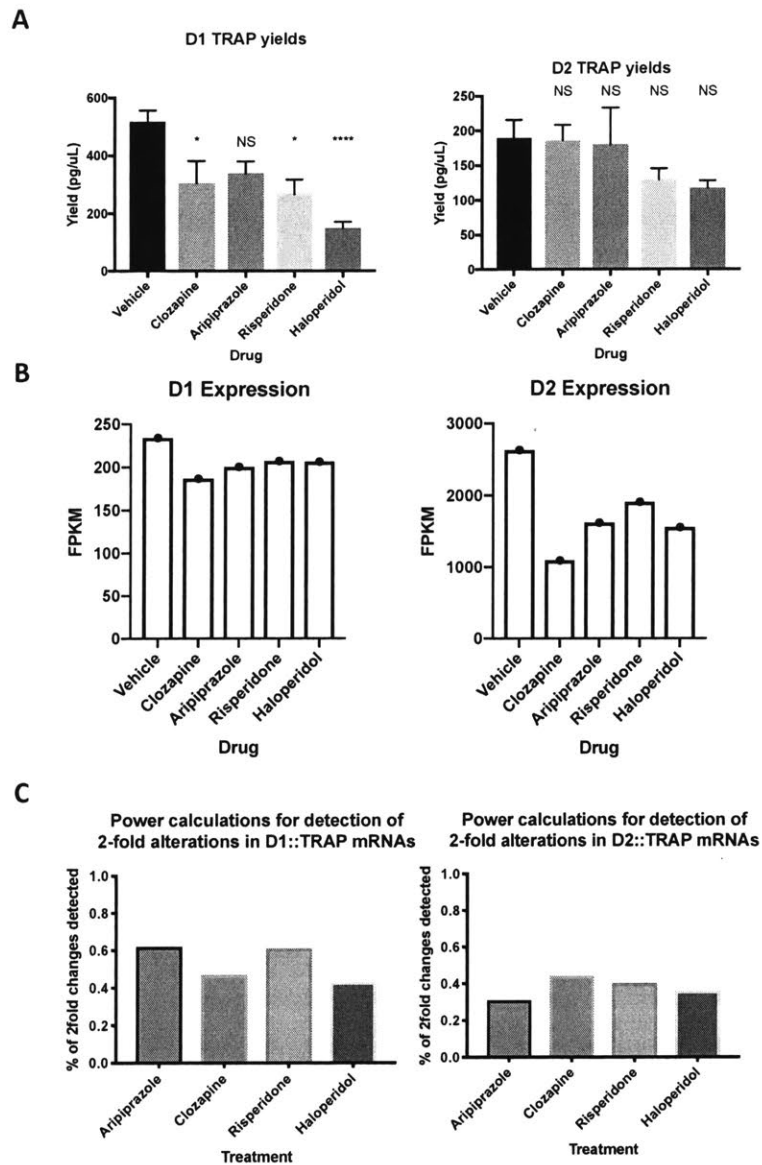 A
D1 TRAP yields
600
400
200
0
Yield (pg/uL)
*
NS
*
****
Vehicle
Clozapine
Aripiprazole
Risperidone
Haloperidol
Drug
D2 TRAP yields
NS
NS
NS
NS
250
200
150
100
50
0
Yield (pg/uL)
Vehicle
Clozapine
Aripiprazole
Risperidone
Haloperidol
Drug
B
D1 Expression
250
200
150
100
50
0
FPKM
Vehicle
Clozapine
Aripiprazole
Risperidone
Haloperidol
Drug
D2 Expression
3000
2000
1000
0
FPKM
Vehicle
Clozapine
Aripiprazole
Risperidone
Haloperidol
Drug
C
Power calculations for detection of
2-fold alterations in D1::TRAP mRNAs
1.0
0.8
0.6
0.4
0.2
0.0
% of 2fold changes detected
Aripiprazole
Clozapine
Risperidone
Haloperidol
Treatment
Power calculations for detection of
2-fold alterations in D2::TRAP mRNAs
1.0
0.8
0.6
0.4
0.2
0.0
% of 2fold changes detected
Aripiprazole
Clozapine
Risperidone
Haloperidol
Treatment